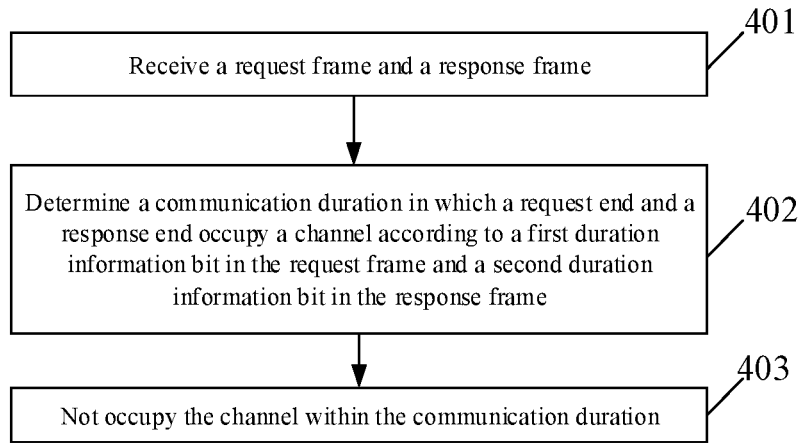 401
Receive a request frame and a response frame
402
Determine a communication duration in which a request end and a
response end occupy a channel according to a first duration
information bit in the request frame and a second duration
information bit in the response frame
403
Not occupy the channel within the communication duration